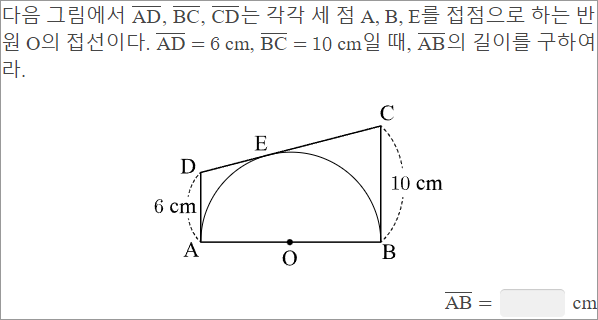 다음 그림에서 AD, BC, CD는 각각 세 점 A, B, E를 접점으로 하는 반
원 O의 접선이다. AD = 6 cm, BC = 10 cm일 때, AB의 길이를 구하여
라.
C
E
D
10 cm
6 cm
A
O
B
AB = cm